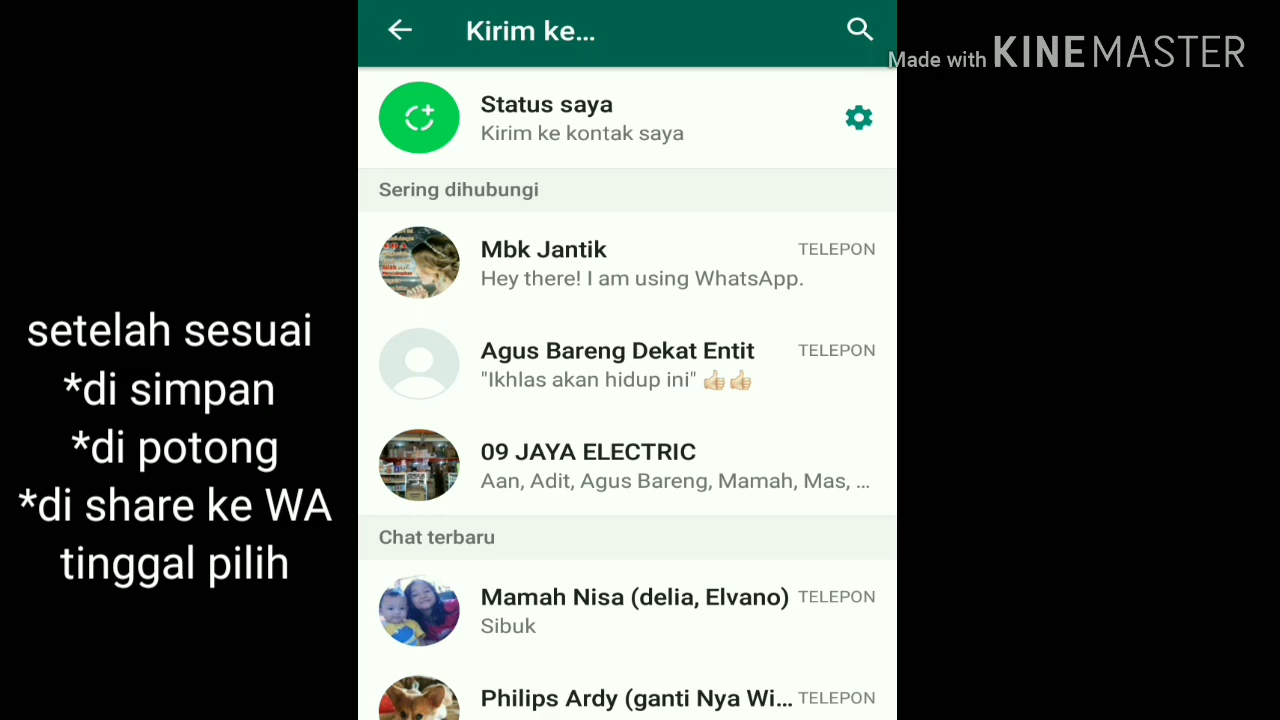 Kirim ke...
Made with KINEMASTER
Status saya
Kirim ke kontak saya
Sering dihubungi
Mbk Jantik TELEPON
Hey there! I am using WhatsApp.
Agus Bareng Dekat Entit TELEPON
"Ikhlas akan hidup ini" 👍🏻👍🏻
09 JAYA ELECTRIC
Aan, Adit, Agus Bareng, Mamah, Mas, ...
Chat terbaru
Mamah Nisa (delia, Elvano) TELEPON
Sibuk
Philips Ardy (ganti Nya Wi... TELEPON
setelah sesuai
*di simpan
*di potong
*di share ke WA
tinggal pilih